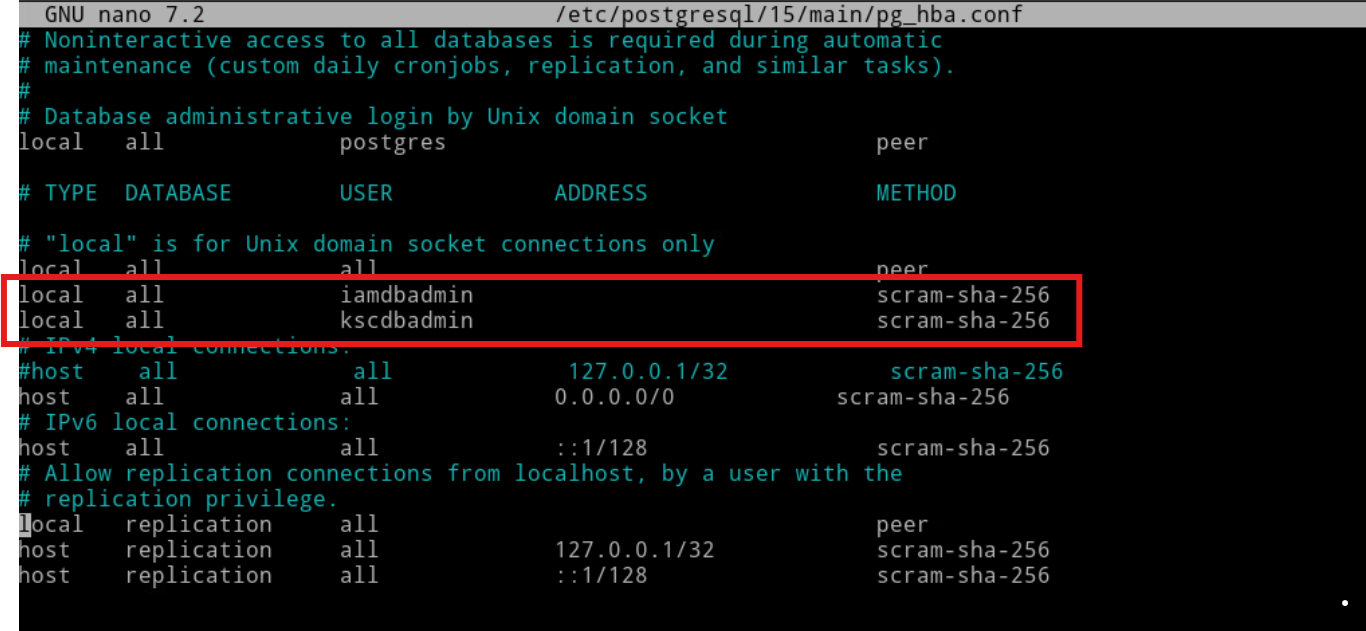 GNU nano 7.2 /etc/postgresql/15/main/pg_hba.conf
# Noninteractive access to all databases is required during automatic
# maintenance (custom daily cronjobs, replication, and similar tasks).
#
# Database administrative login by Unix domain socket
local all postgres peer
# TYPE DATABASE USER ADDRESS METHOD
# "local" is for Unix domain socket connections only
local all all peer
local all iamdbadmin scram-sha-256
local all kscdbadmin scram-sha-256
# IPv4 local connections:
#host all all 127.0.0.1/32 scram-sha-256
host all all 0.0.0.0/0 scram-sha-256
# IPv6 local connections:
host all all ::1/128 scram-sha-256
# Allow replication connections from localhost, by a user with the
# replication privilege.
local replication all peer
host replication all 127.0.0.1/32 scram-sha-256
host replication all ::1/128 scram-sha-256